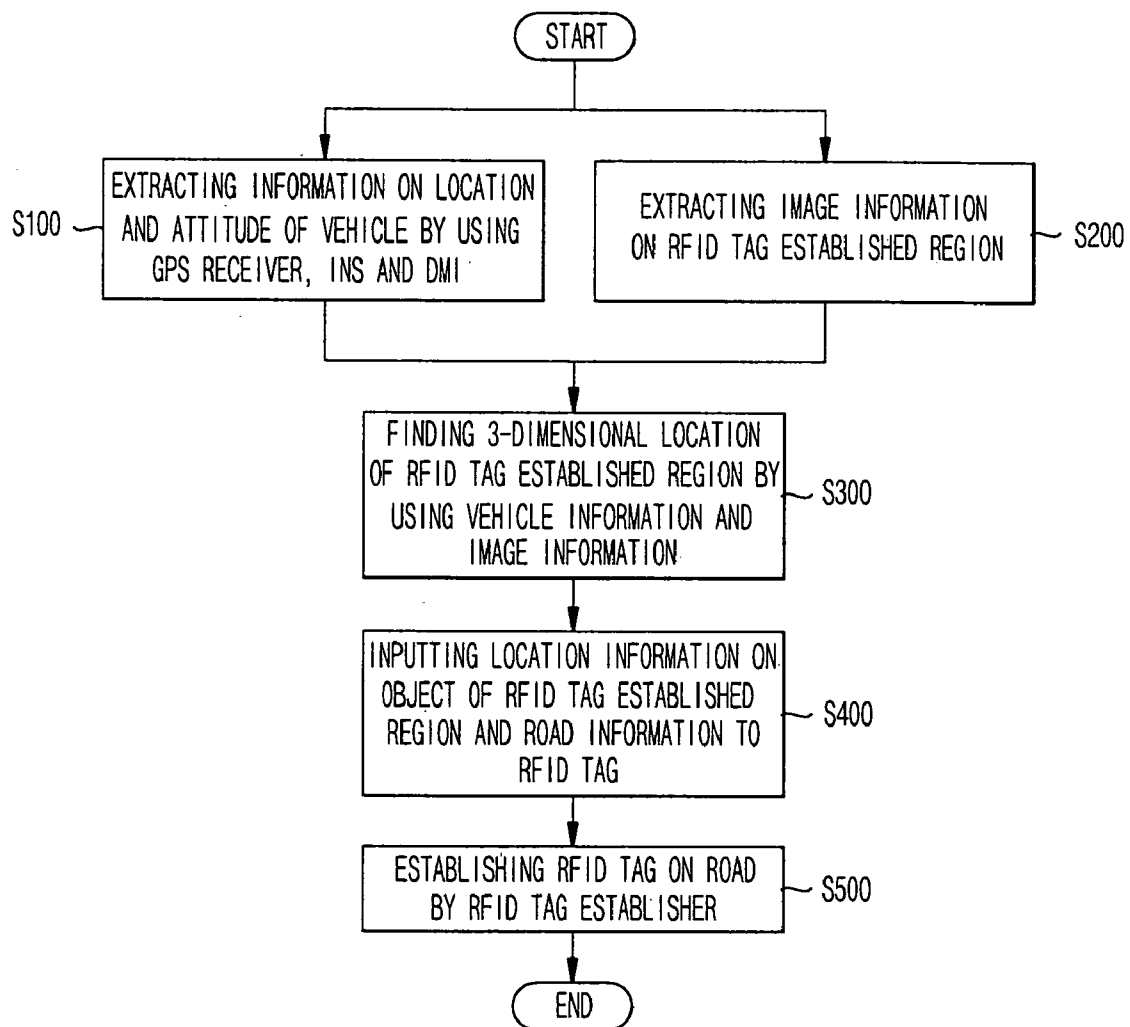 START
S100
EXTRACTING INFORMATION ON LOCATION
AND ATTITUDE OF VEHICLE BY USING
GPS RECEIVER, INS AND DMI
EXTRACTING IMAGE INFORMATION
ON RFID TAG ESTABLISHED REGION
S200
FINDING 3-DIMENSIONAL LOCATION
OF RFID TAG ESTABLISHED REGION BY
USING VEHICLE INFORMATION AND
IMAGE INFORMATION
S300
INPUTTING LOCATION INFORMATION ON
OBJECT OF RFID TAG ESTABLISHED
REGION AND ROAD INFORMATION TO
RFID TAG
S400
ESTABLISHING RFID TAG ON ROAD
BY RFID TAG ESTABLISHER
S500
END